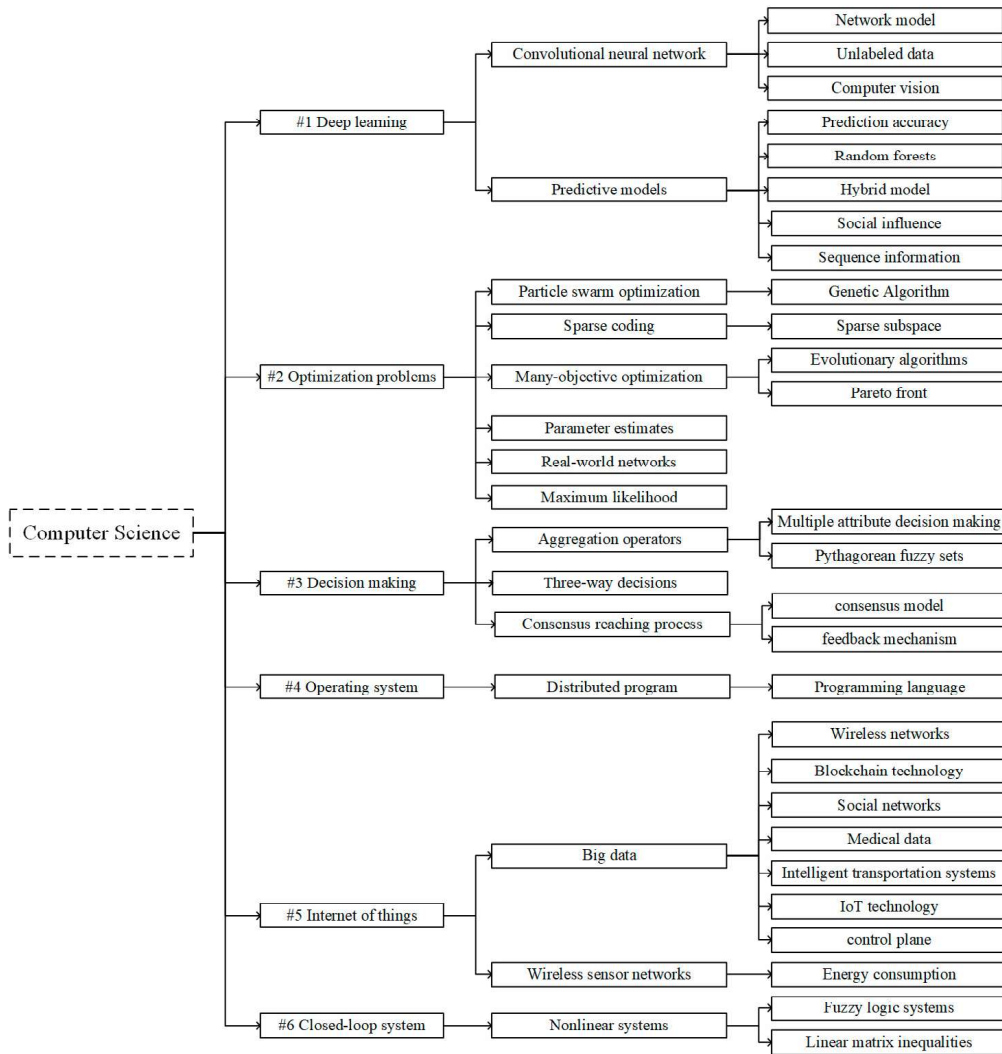 Computer Science
#1 Deep learning
Convolutional neural network
Network model
Unlabeled data
Computer vision
Predictive models
Prediction accuracy
Random forests
Hybrid model
Social influence
Sequence information
#2 Optimization problems
Particle swarm optimization
Genetic Algorithm
Sparse coding
Sparse subspace
Many-objective optimization
Evolutionary algorithms
Pareto front
Parameter estimates
Real-world networks
Maximum likelihood
#3 Decision making
Aggregation operators
Multiple attribute decision making
Pythagorean fuzzy sets
Three-way decisions
Consensus reaching process
consensus model
feedback mechanism
#4 Operating system
Distributed program
Programming language
#5 Internet of things
Big data
Wireless networks
Blockchain technology
Social networks
Medical data
Intelligent transportation systems
IoT technology
control plane
Wireless sensor networks
Energy consumption
#6 Closed-loop system
Nonlinear systems
Fuzzy logic systems
Linear matrix inequalities